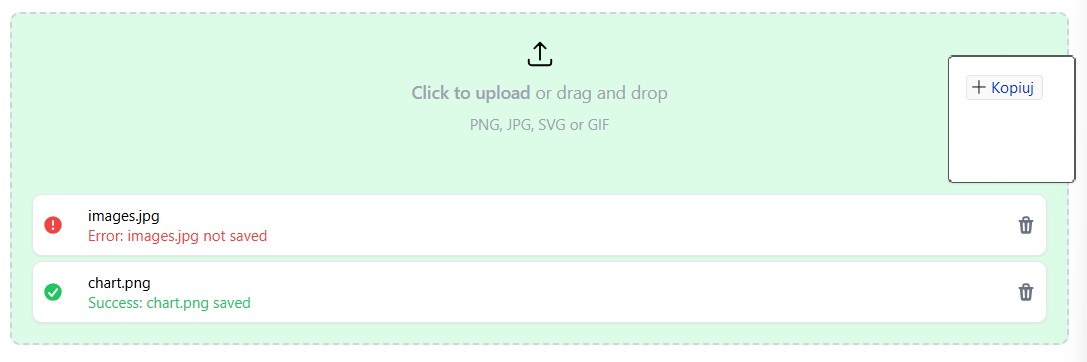 Click to upload or drag and drop
PNG, JPG, SVG or GIF
Kopiuj
images.jpg
Error: images.jpg not saved
chart.png
Success: chart.png saved